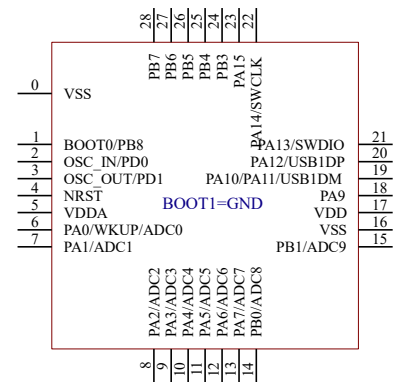 28 27 26 25 24 23 22
PB7 PB6 PB5 PB4 PB3 PA15 PA14/SWCLK
0 VSS
1 BOOT0/PB8 PA13/SWDIO 21
2 OSC_IN/PD0 PA12/USB1DP 20
3 OSC_OUT/PD1 PA10/PA11/USB1DM 19
4 NRST PA9 18
BOOT1=GND
5 VDDA VDD 17
6 PA0/WKUP/ADC0 VSS 16
7 PA1/ADC1 PB1/ADC9 15
PA2/ADC2 PA3/ADC3 PA4/ADC4 PA5/ADC5 PA6/ADC6 PA7/ADC7 PB0/ADC8
8 9 10 11 12 13 14